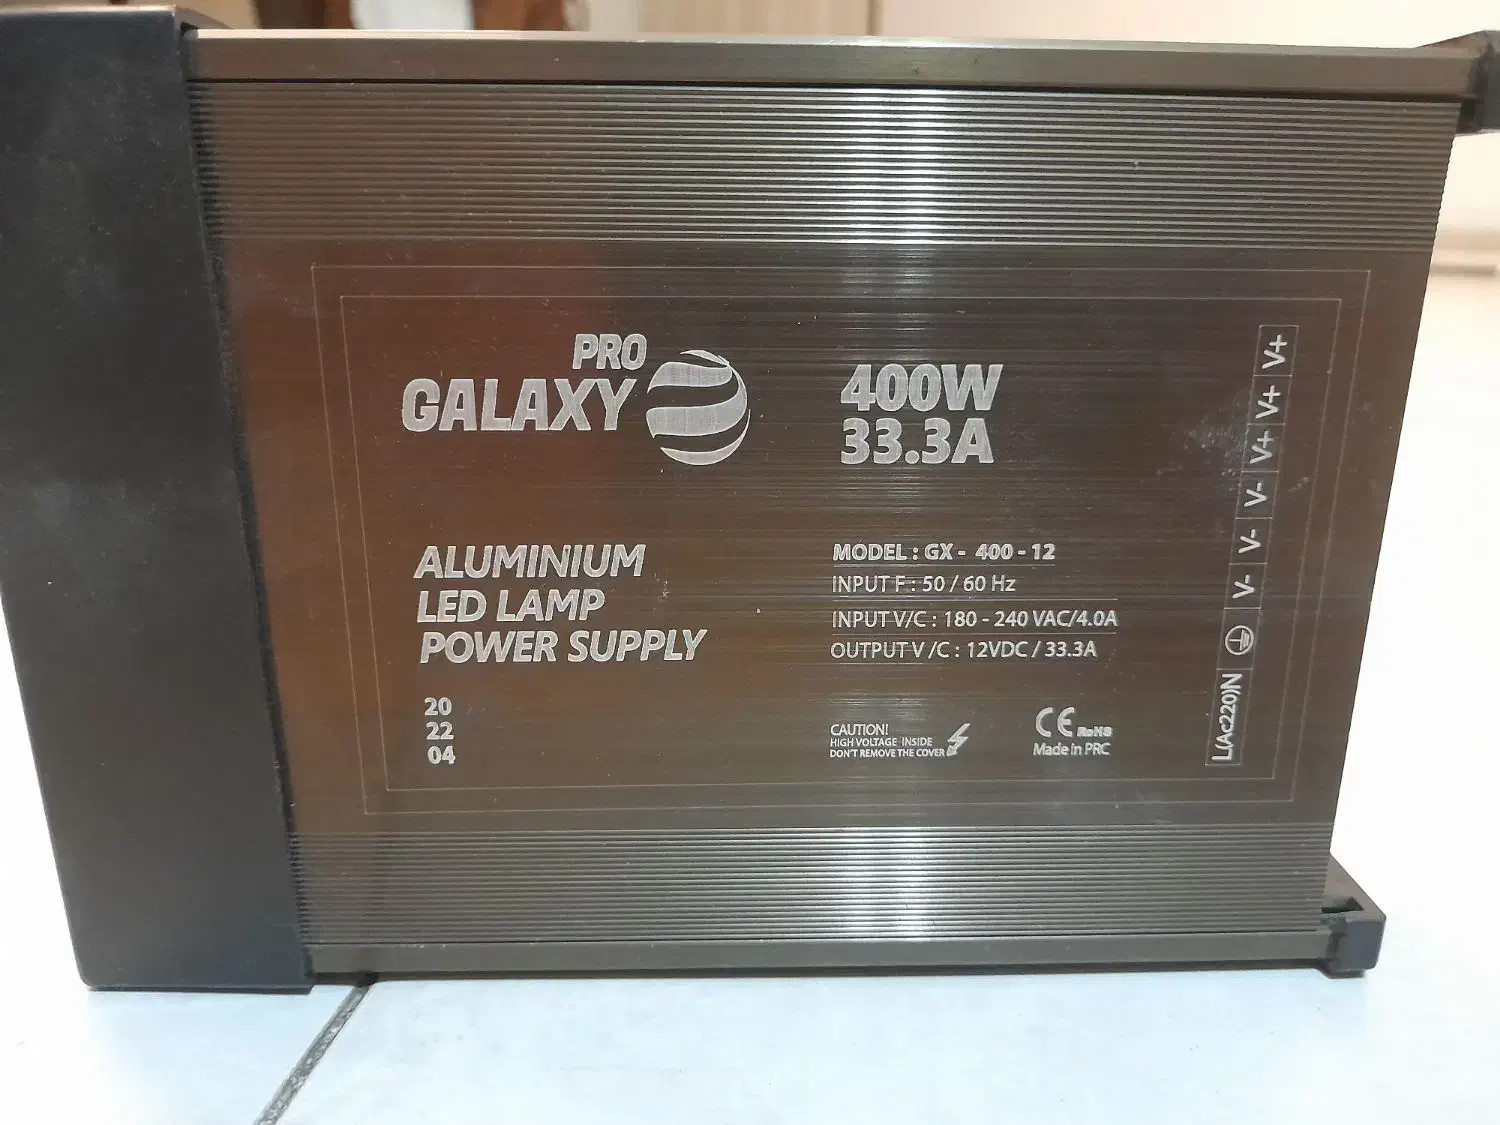 PRO
GALAXY
400W
33.3A
ALUMINIUM
LED LAMP
POWER SUPPLY
20
22
04
MODEL : GX - 400 - 12
INPUT F : 50 / 60 Hz
INPUT V/C : 180 - 240 VAC/4.0A
OUTPUT V /C : 12VDC / 33.3A
CAUTION!
HIGH VOLTAGE INSIDE
DON'T REMOVE THE COVER
CE RoHS
Made in PRC
L(Ac220)N V- V- V- V+ V+ V+